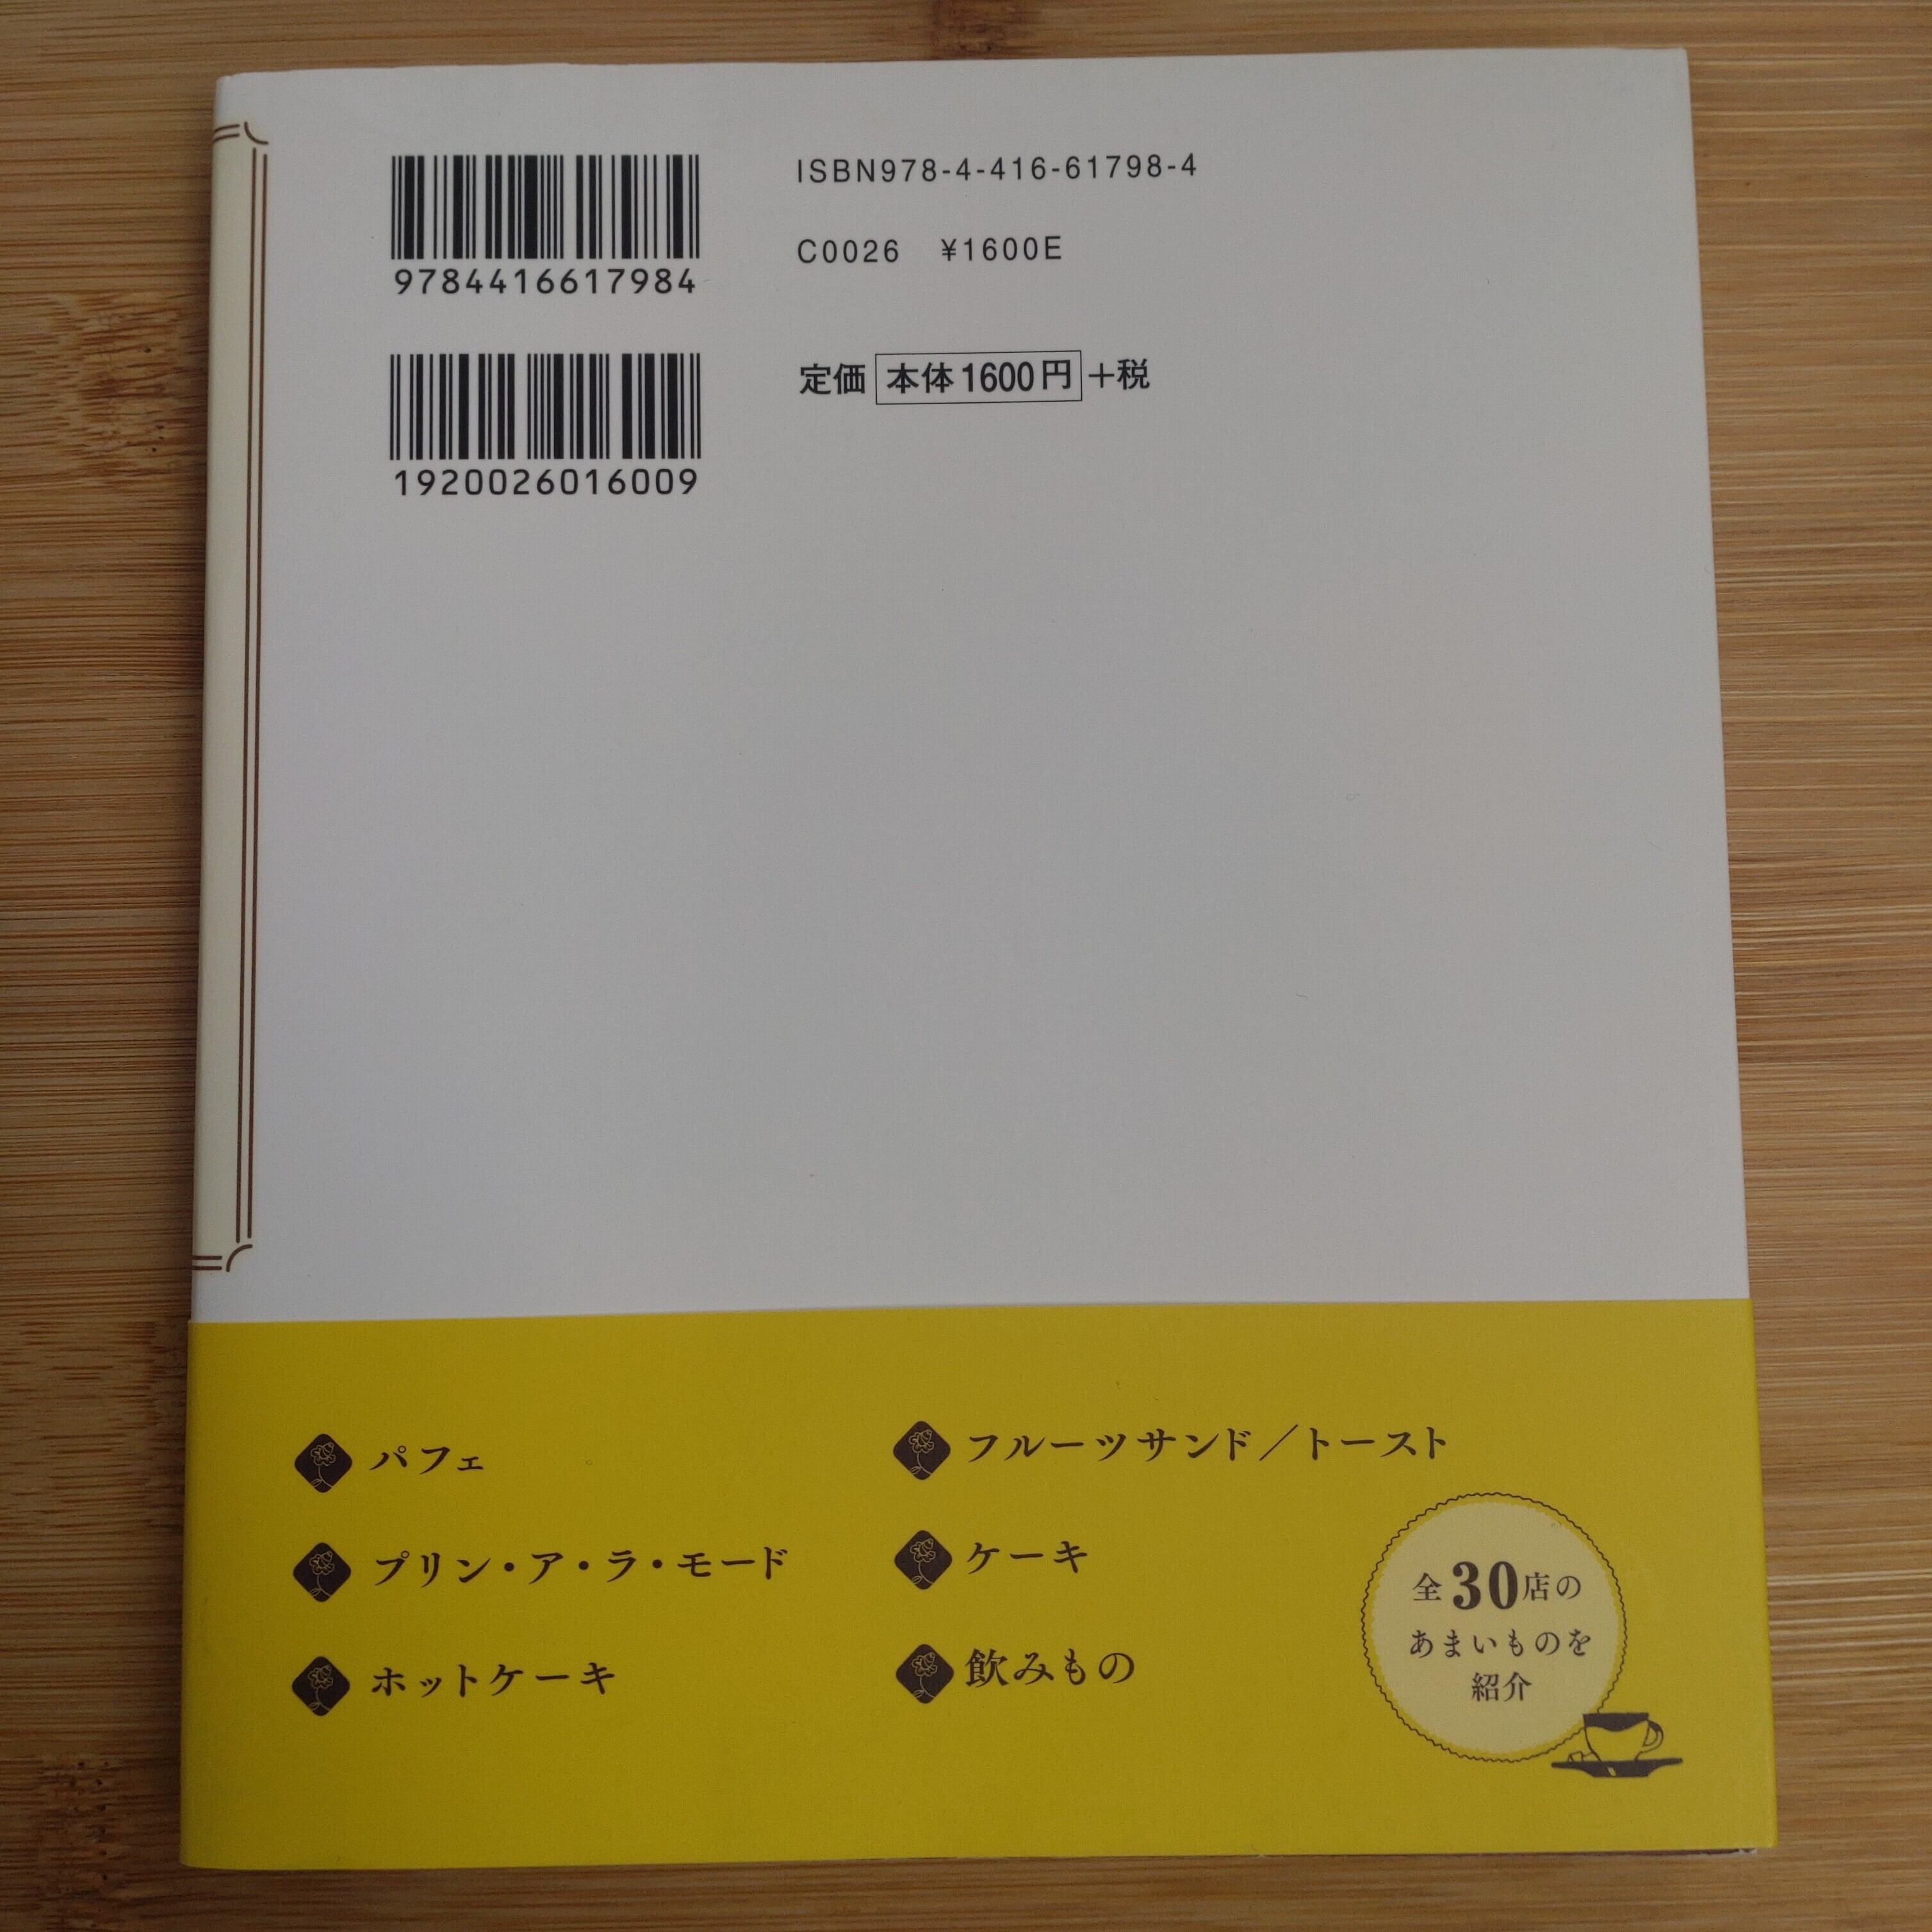 9784416617984
ISBN978-4-416-61798-4
C0026 ¥1600E
1920026016009
定価 本体1600円 +税
パフェ
プリン・ア・ラ・モード
ホットケーキ
フルーツサンド／トースト
ケーキ
飲みもの
全30店の
あまいものを
紹介